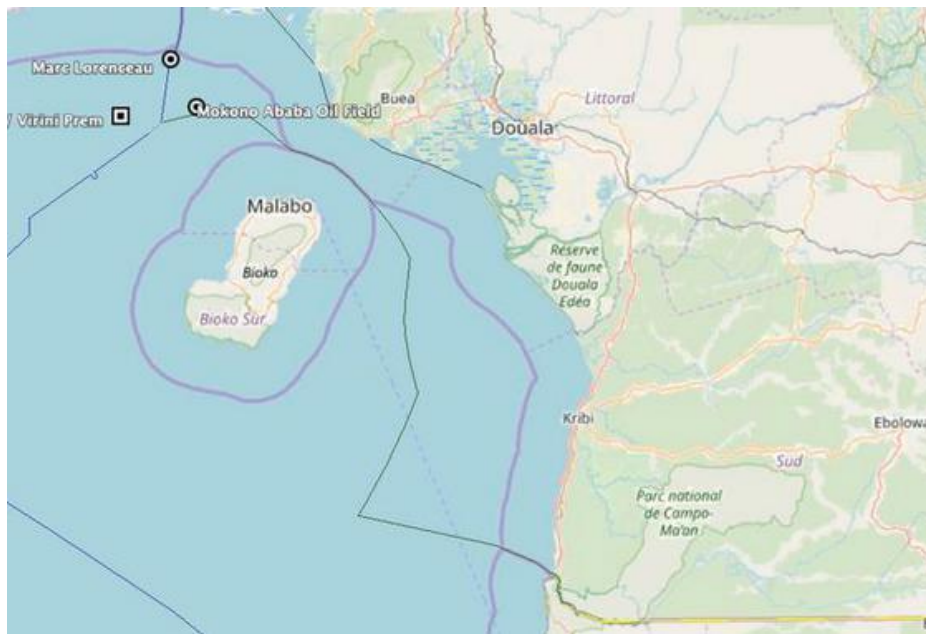 Marc Lorenceau
Buea
Littoral
Mokono Ababa Oil Field
/ Virini Prem
Douala
Malabo
Réserve
de faune
Douala
Edéa
Bioko
Bioko Sur
Kribi
Ebolowa
Sud
Parc national
de Campo-
Ma'an